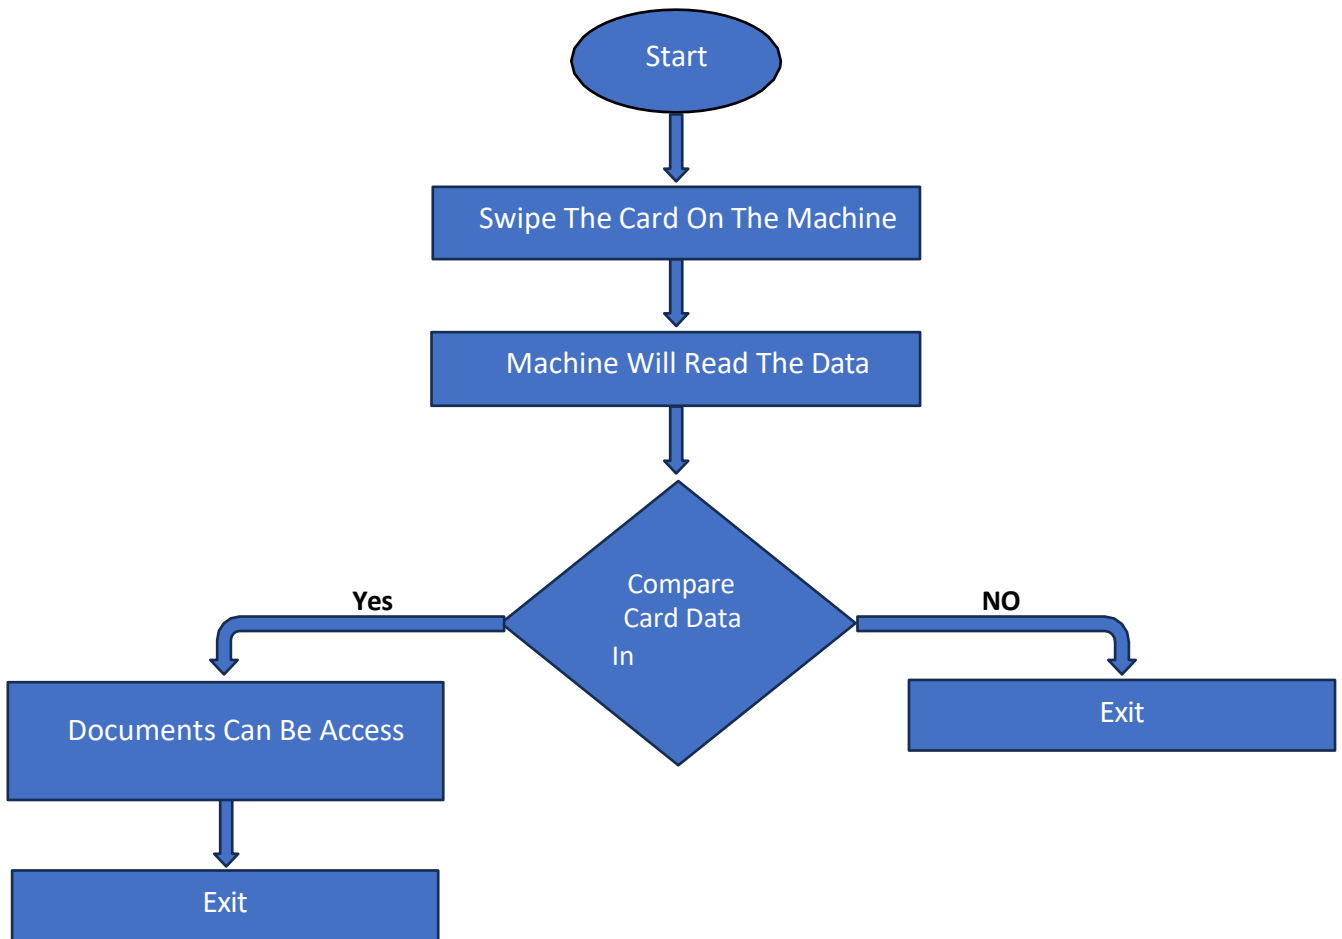 Start
Swipe The Card On The Machine
Machine Will Read The Data
Compare
Card Data
In
Yes
NO
Documents Can Be Access
Exit
Exit